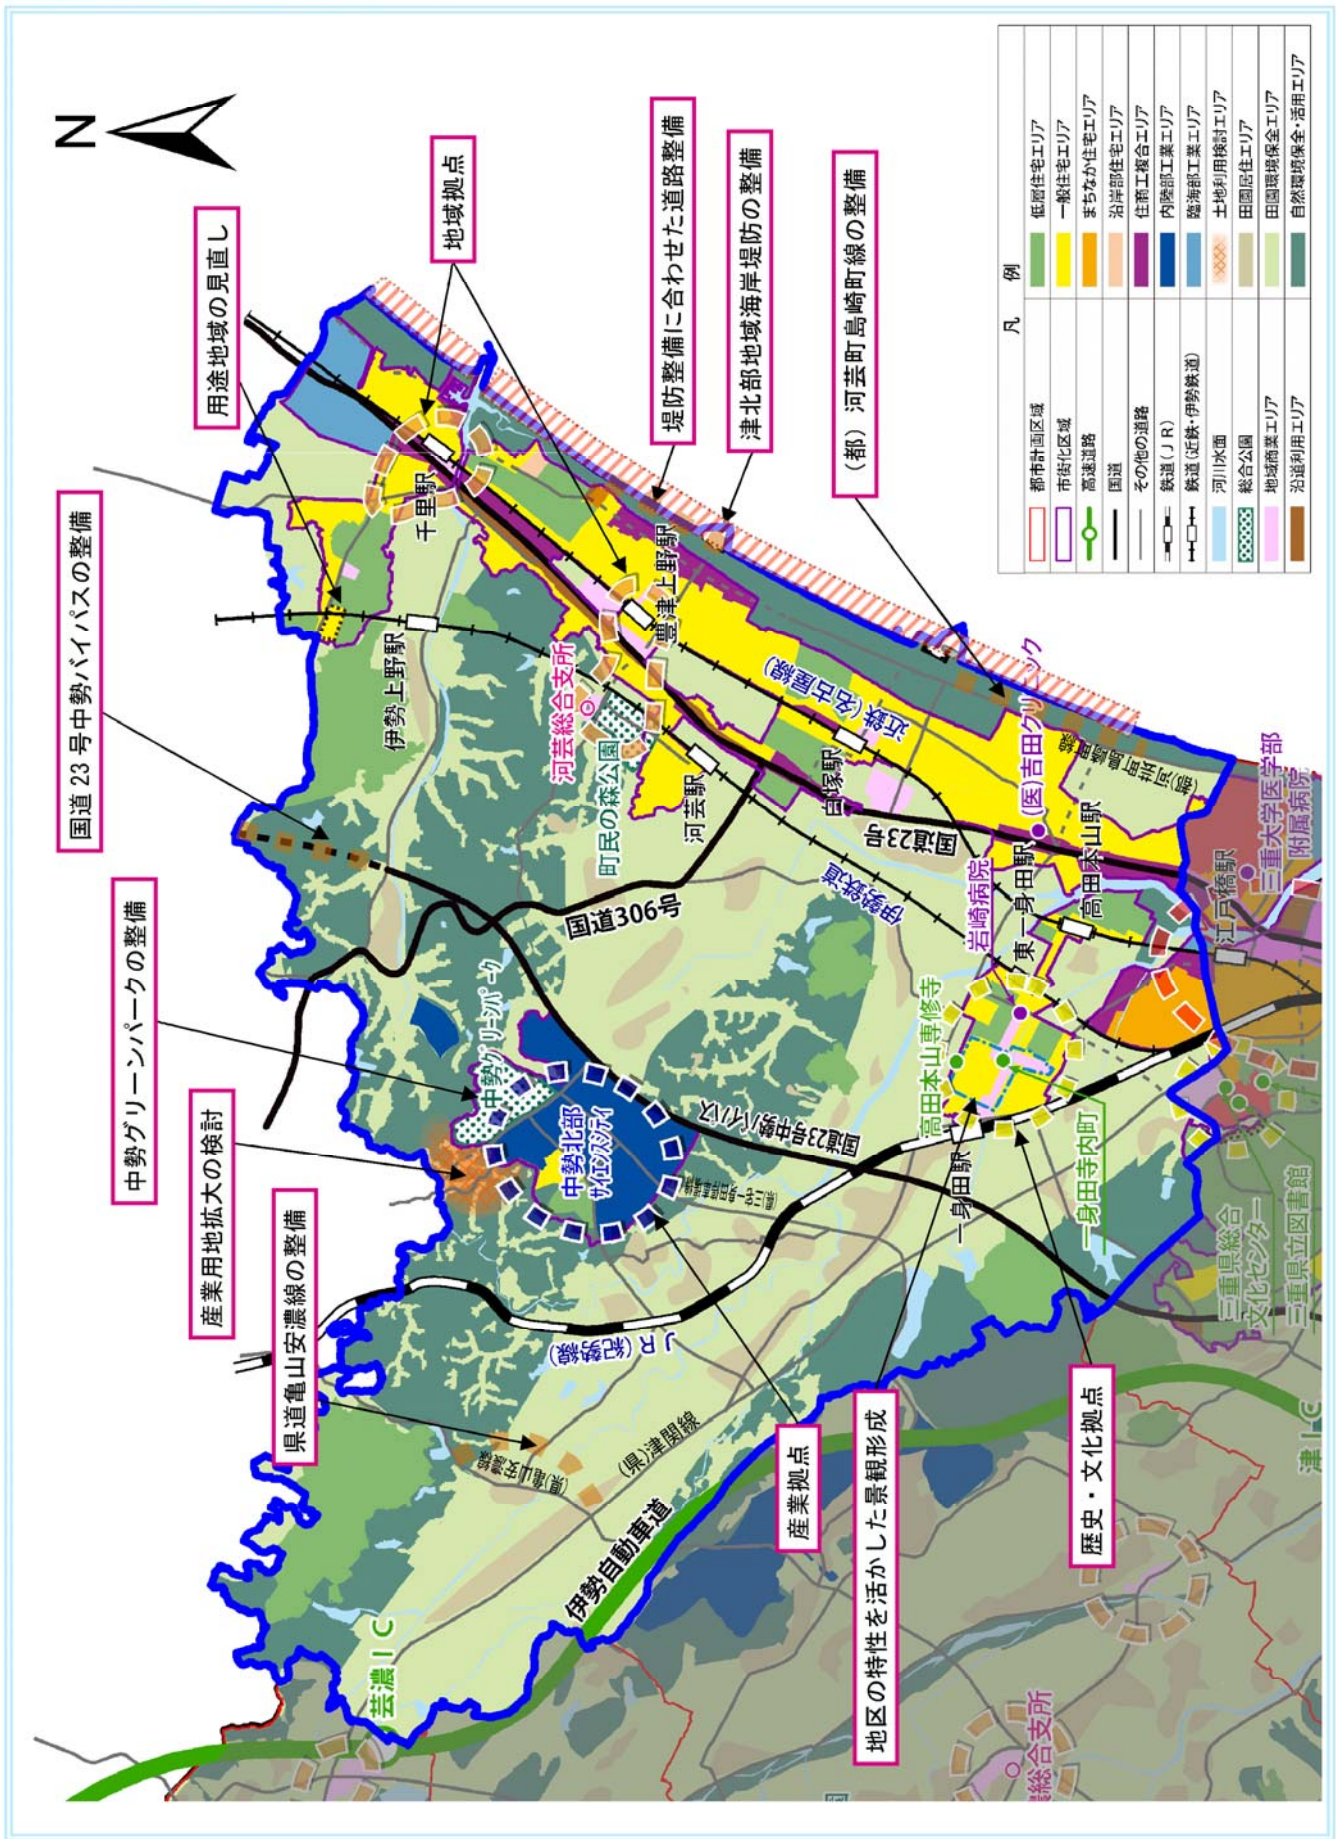 N
用途地域の見直し
地域拠点
堤防整備に合わせた道路整備
津北部地域海岸堤防の整備
（都）河芸町島崎町線の整備
国道 23 号中勢バイパスの整備
中勢グリーンパークの整備
産業用地拡大の検討
県道亀山安濃線の整備
産業拠点
地区の特性を活かした景観形成
歴史・文化拠点
千里駅
伊勢上野駅
豊津上野駅
河芸総合支所
町民の森公園
河芸駅
白塚駅
近鉄(名古屋線)
国道23号
伊勢鉄道
国道306号
(医)吉田クリニック
(都)河芸町島崎町線
高田本山駅
東一身田駅
岩崎病院
高田本山専修寺
江戸橋駅
三重大学医学部
附属病院
中勢グリーンパーク
中勢北部
サイエンスシティ
国道23号中勢バイパス
一身田駅
一身田寺内町
三重県総合
文化センター
三重県立図書館
ＪＲ(紀勢線)
(県)亀山安濃線
(県)津関線
伊勢自動車道
芸濃ＩＣ
津ＩＣ
総合支所
凡 例
都市計画区域
市街化区域
高速道路
国道
その他の道路
鉄道(ＪＲ)
鉄道(近鉄・伊勢鉄道)
河川水面
総合公園
地域商業エリア
沿道利用エリア
低層住宅エリア
一般住宅エリア
まちなか住宅エリア
沿岸部住宅エリア
住商工複合エリア
内陸部工業エリア
臨海部工業エリア
土地利用検討エリア
田園居住エリア
田園環境保全エリア
自然環境保全・活用エリア